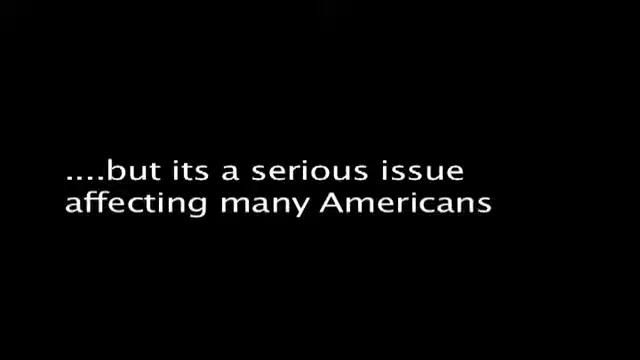 ....but its a serious issue
affecting many Americans